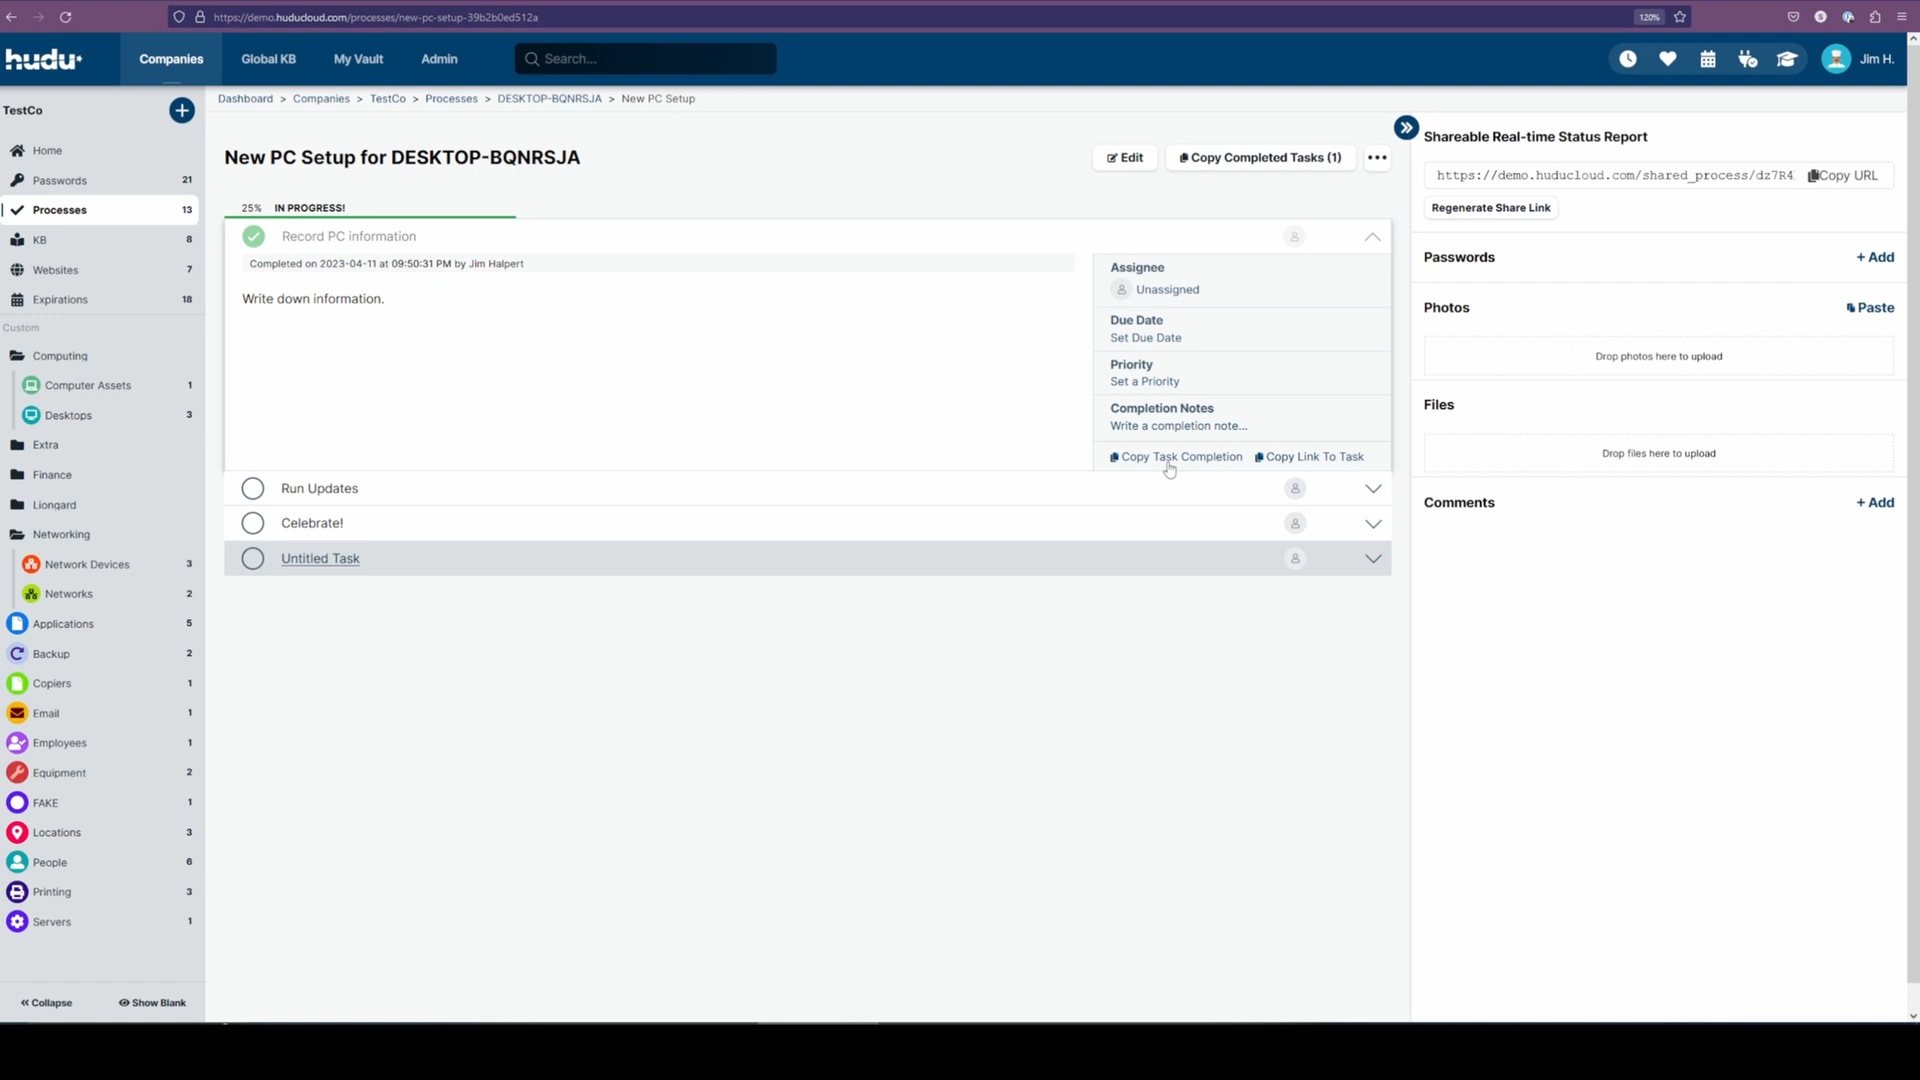 https://demo.huducloud.com/processes/new-pc-setup-39b2b0ed512a
120%
hudu
Companies
Global KB
My Vault
Admin
Search...
Jim H.
TestCo
Dashboard > Companies > TestCo > Processes > DESKTOP-BQNRSJA > New PC Setup
Home
Passwords 21
Processes 13
KB 8
Websites 7
Expirations 18
Custom
Computing
Computer Assets 1
Desktops 3
Extra
Finance
Liongard
Networking
Network Devices 3
Networks 2
Applications 5
Backup 2
Copiers 1
Email 1
Employees 1
Equipment 2
FAKE 1
Locations 3
People 6
Printing 3
Servers 1
Collapse
Show Blank
New PC Setup for DESKTOP-BQNRSJA
Edit
Copy Completed Tasks (1)
25% IN PROGRESS!
Record PC information
Completed on 2023-04-11 at 09:50:31 PM by Jim Halpert
Write down information.
Assignee
Unassigned
Due Date
Set Due Date
Priority
Set a Priority
Completion Notes
Write a completion note...
Copy Task Completion
Copy Link To Task
Run Updates
Celebrate!
Untitled Task
Shareable Real-time Status Report
https://demo.huducloud.com/shared_process/dz7R4
Copy URL
Regenerate Share Link
Passwords
+ Add
Photos
Paste
Drop photos here to upload
Files
Drop files here to upload
Comments
+ Add